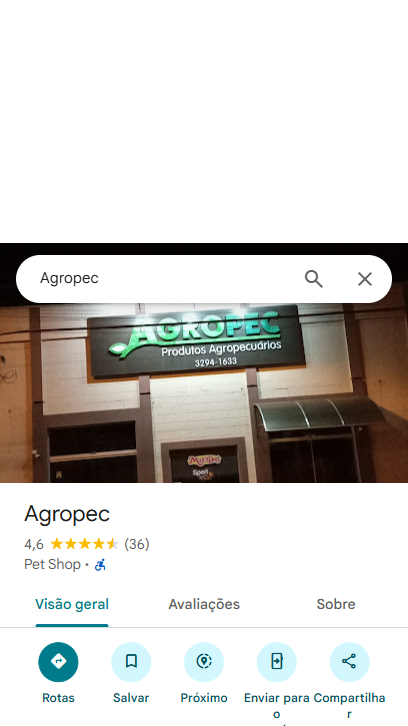 Agropec
AGROPEC
Produtos Agropecuários
3294-1633
Agropec
4,6 (36)
Pet Shop ·
Visão geral Avaliações Sobre
Rotas Salvar Próximo Enviar para Compartilha
o r